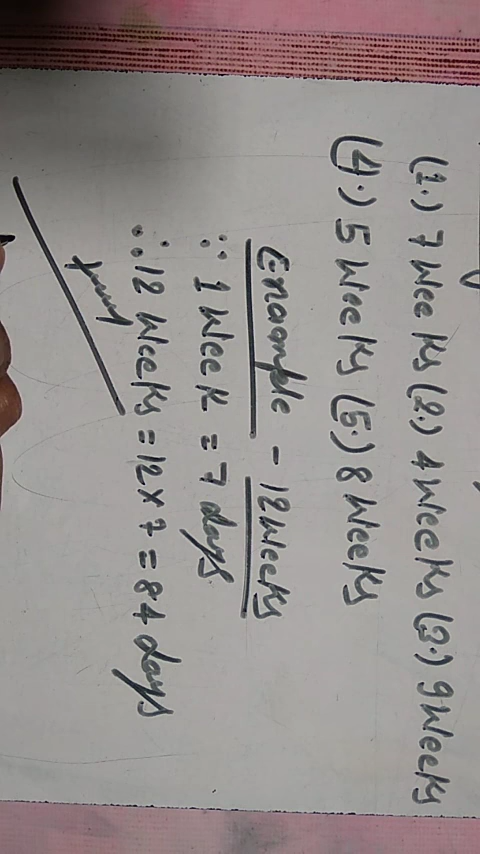 (1.) 7 Weeks (2.) 4 Weeks (3.) 9 Weeks
(4.) 5 Weeks (5.) 8 Weeks
Example - 12 Weeks
∵ 1 Week = 7 days
∴ 12 Weeks = 12 × 7 = 84 days